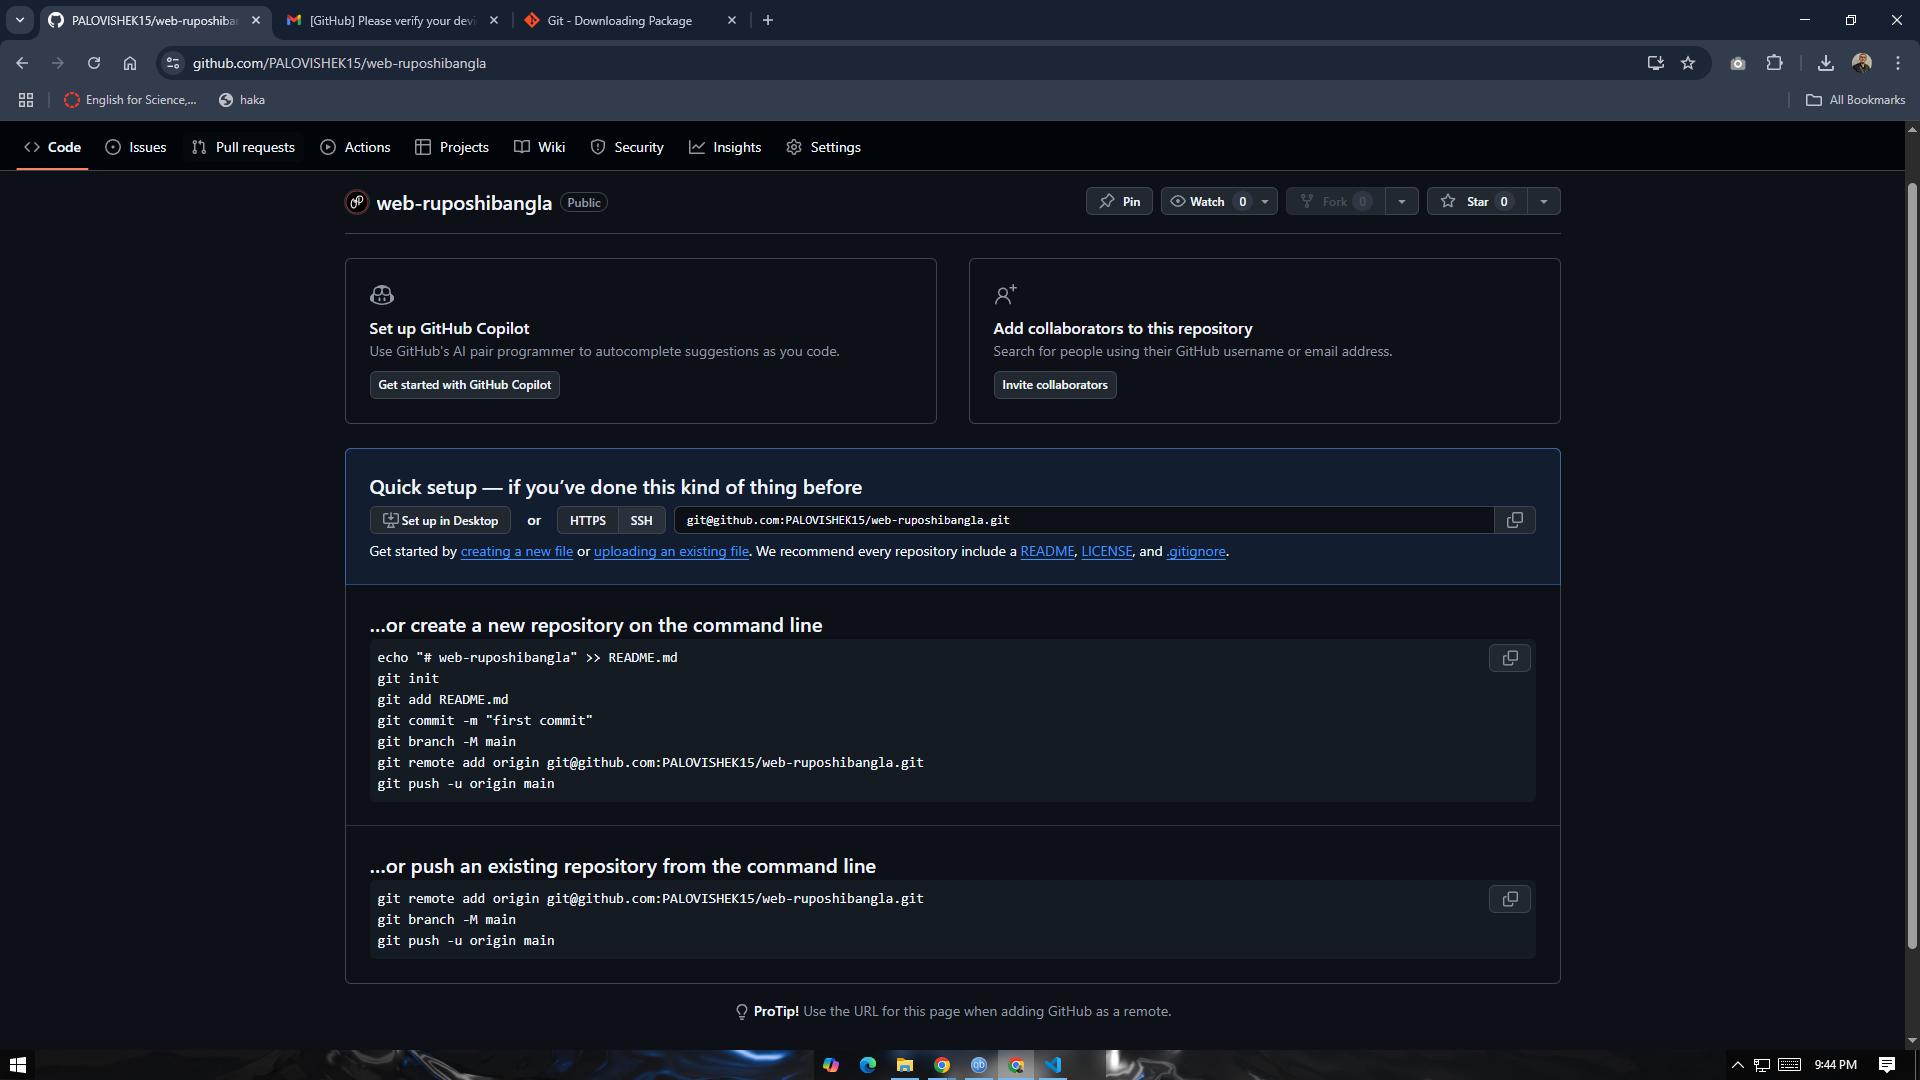 PALOVISHEK15/web-ruposhiban
[GitHub] Please verify your devi
Git - Downloading Package
github.com/PALOVISHEK15/web-ruposhibangla
English for Science,...
haka
All Bookmarks
Code
Issues
Pull requests
Actions
Projects
Wiki
Security
Insights
Settings
web-ruposhibangla
Public
Pin
Watch 0
Fork 0
Star 0
Set up GitHub Copilot
Use GitHub's AI pair programmer to autocomplete suggestions as you code.
Get started with GitHub Copilot
Add collaborators to this repository
Search for people using their GitHub username or email address.
Invite collaborators
Quick setup — if you’ve done this kind of thing before
Set up in Desktop or HTTPS SSH git@github.com:PALOVISHEK15/web-ruposhibangla.git
Get started by creating a new file or uploading an existing file. We recommend every repository include a README, LICENSE, and .gitignore.
…or create a new repository on the command line
echo "# web-ruposhibangla" >> README.md
git init
git add README.md
git commit -m "first commit"
git branch -M main
git remote add origin git@github.com:PALOVISHEK15/web-ruposhibangla.git
git push -u origin main
…or push an existing repository from the command line
git remote add origin git@github.com:PALOVISHEK15/web-ruposhibangla.git
git branch -M main
git push -u origin main
ProTip! Use the URL for this page when adding GitHub as a remote.
qb
9:44 PM